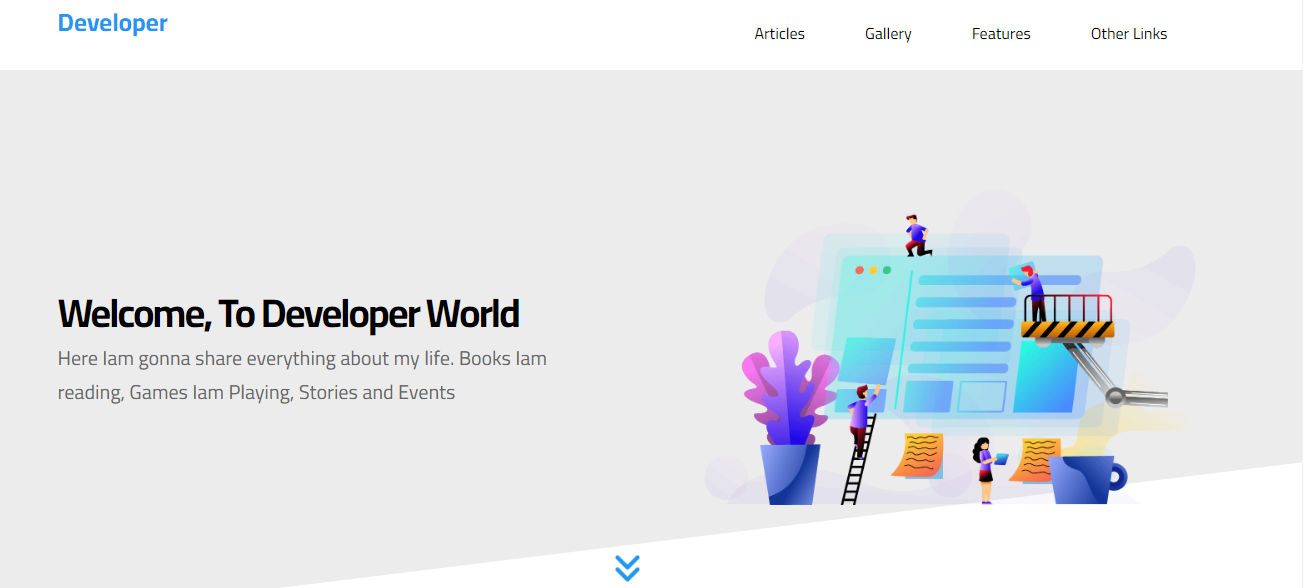 Developer
Articles Gallery Features Other Links
Welcome, To Developer World
Here Iam gonna share everything about my life. Books Iam
reading, Games Iam Playing, Stories and Events